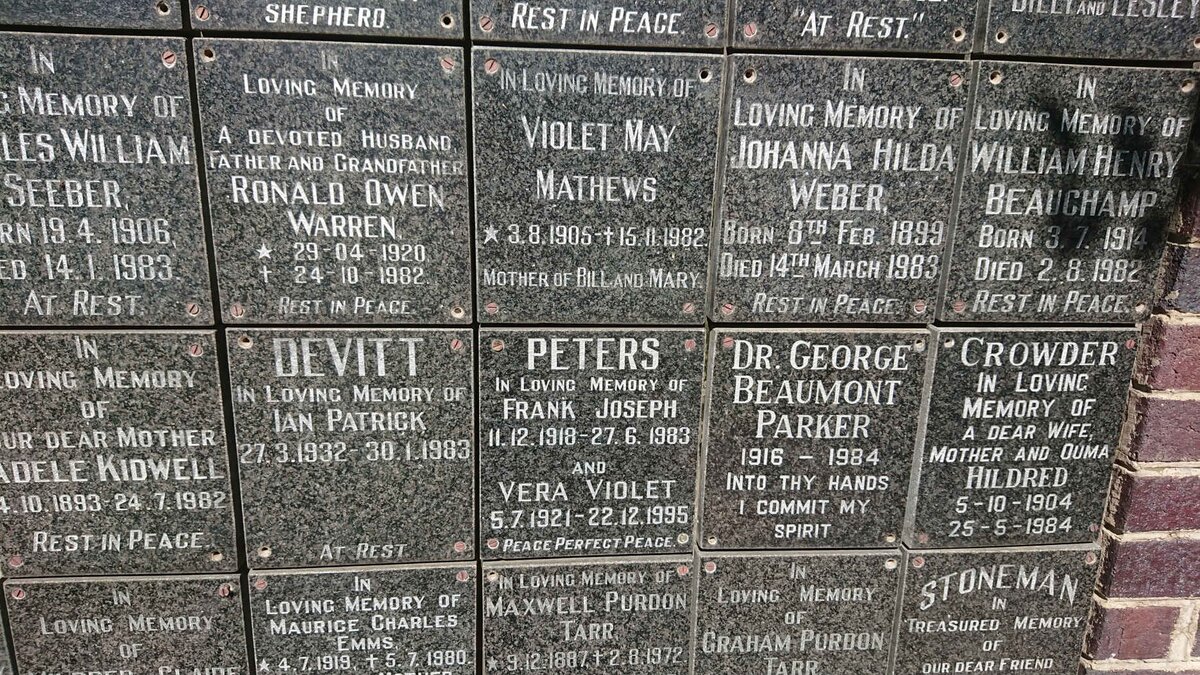 SHEPHERD
REST IN PEACE
"AT REST."
BILLY AND LESLEY
IN
G MEMORY OF
LES WILLIAM
SEEBER,
RN 19.4.1906,
ED 14.1.1983.
AT REST.
IN
LOVING MEMORY
OF
A DEVOTED HUSBAND,
FATHER AND GRANDFATHER
RONALD OWEN
WARREN
★ 29-04-1920
✝ 24-10-1982.
REST IN PEACE.
IN LOVING MEMORY OF
VIOLET MAY
MATHEWS
★ 3.8.1905-✝15.11.1982.
MOTHER OF BILL AND MARY.
IN
LOVING MEMORY OF
JOHANNA HILDA
WEBER,
BORN 8TH FEB. 1899
DIED 14TH MARCH 1983.
REST IN PEACE.
IN
LOVING MEMORY OF
WILLIAM HENRY
BEAUCHAMP
BORN 3.7.1914
DIED 2.8.1982
REST IN PEACE.
IN
LOVING MEMORY
OF
OUR DEAR MOTHER
ADELE KIDWELL
4.10.1893-24.7.1982
REST IN PEACE.
DEVITT
IN LOVING MEMORY OF
IAN PATRICK
27.3.1932-30.1.1983
AT REST.
PETERS
IN LOVING MEMORY OF
FRANK JOSEPH
11.12.1918-27.6.1983
AND
VERA VIOLET
5.7.1921-22.12.1995
PEACE PERFECT PEACE.
DR. GEORGE
BEAUMONT
PARKER
1916 - 1984
INTO THY HANDS
I COMMIT MY
SPIRIT
CROWDER
IN LOVING
MEMORY OF
A DEAR WIFE,
MOTHER AND OUMA
HILDRED
5-10-1904
25-5-1984
IN
LOVING MEMORY
OF
IN
LOVING MEMORY OF
MAURICE CHARLES
EMMS,
★ 4.7.1919, ✝ 5.7.1980.
MOTHER
IN LOVING MEMORY OF
MAXWELL PURDON
TARR.
★ 9.12.1887, ✝ 2.8.1972.
IN
LOVING MEMORY
OF
GRAHAM PURDON
TARR
STONEMAN
IN
TREASURED MEMORY
OF
OUR DEAR FRIEND